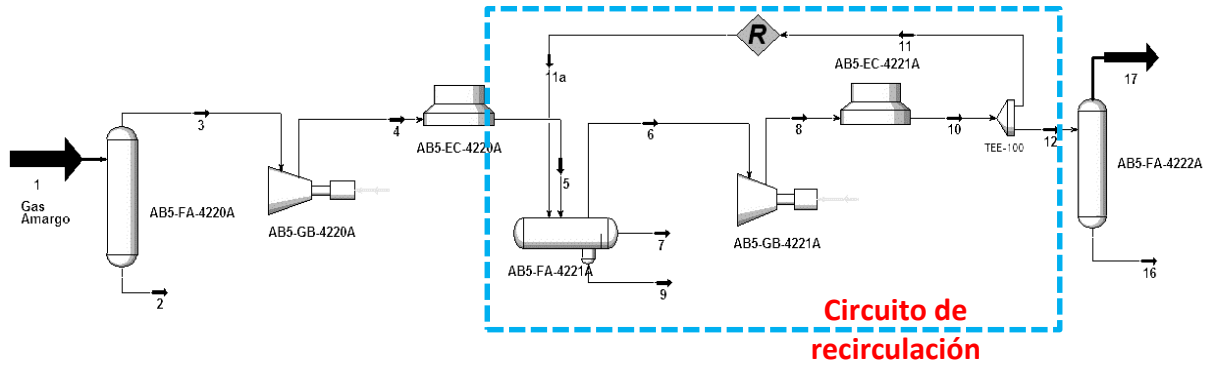 R
11
AB5-EC-4221A
17
11a
3
4
AB5-EC-4220A
6
8
10
12
TEE-100
1
Gas
Amargo
AB5-FA-4220A
AB5-GB-4220A
5
AB5-FA-4222A
AB5-GB-4221A
7
AB5-FA-4221A
9
2
16
Circuito de
recirculación